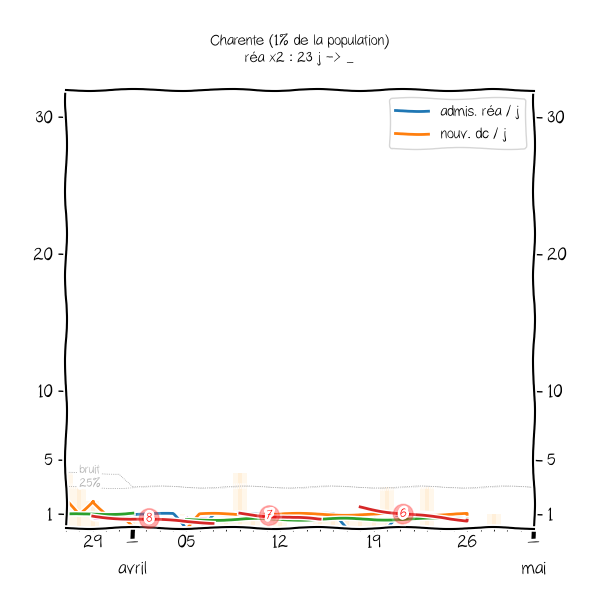 Charente (1% de la population)
réa x2 : 23 j -> _
admis. réa / j
nouv. dc / j
30
30
20
20
10
10
5
5
bruit
25%
1
1
8
7
6
29
05
12
19
26
avril
mai